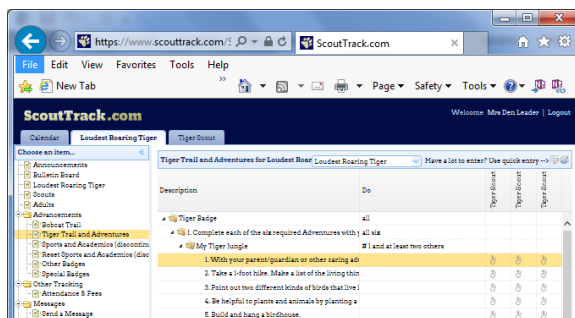 https://www.scouttrack.com/S
ScoutTrack.com
File Edit View Favorites Tools Help
New Tab
Page Safety Tools
ScoutTrack.com
Welcome Mrs Den Leader | Logout
Calendar Loudest Roaring Tiger Tiger Scout
Choose an item...
Tiger Trail and Adventures for Loudest Roar Loudest Roaring Tiger Have a lot to enter? Use quick entry -->
Announcements
Bulletin Board
Loudest Roaring Tiger
Scouts
Adults
Advancements
Bobcat Trail
Tiger Trail and Adventures
Sports and Academics (discontinu
Reset Sports and Academics (disc
Other Badges
Special Badges
Other Tracking
Attendance & Fees
Messages
Send a Message
Description Do Tiger Scout Tiger Scout Tiger Scout
Tiger Badge all
1. Complete each of the six required Adventures with y all six
My Tiger Jungle # 1 and at least two others
1. With your parent/guardian or other caring adu
2. Take a 1-foot hike. Make a list of the living thin
3. Point out two different kinds of birds that live i
4. Be helpful to plants and animals by planting a
5. Build and hang a birdhouse.